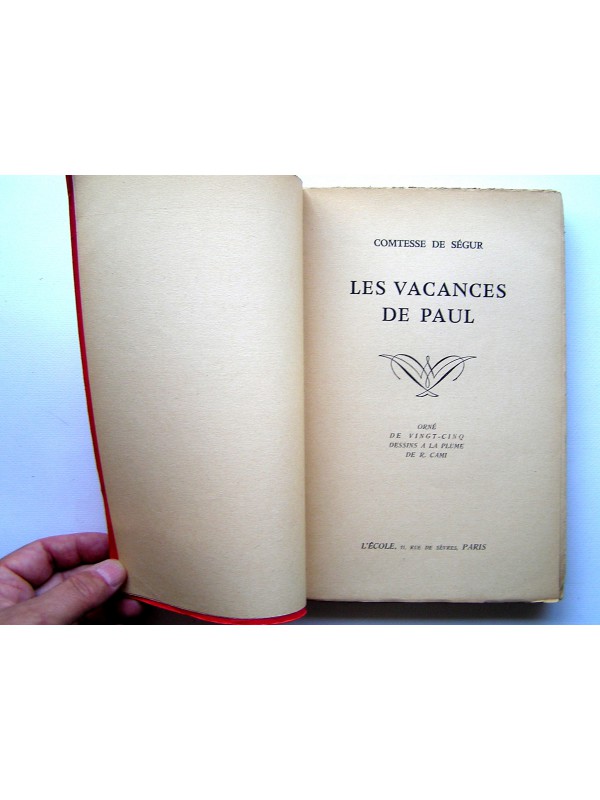 COMTESSE DE SÉGUR
LES VACANCES
DE PAUL
ORNÉ
DE VINGT-CINQ
DESSINS A LA PLUME
DE R. CAMI
L'ÉCOLE, 11, RUE DE SÈVRES, PARIS